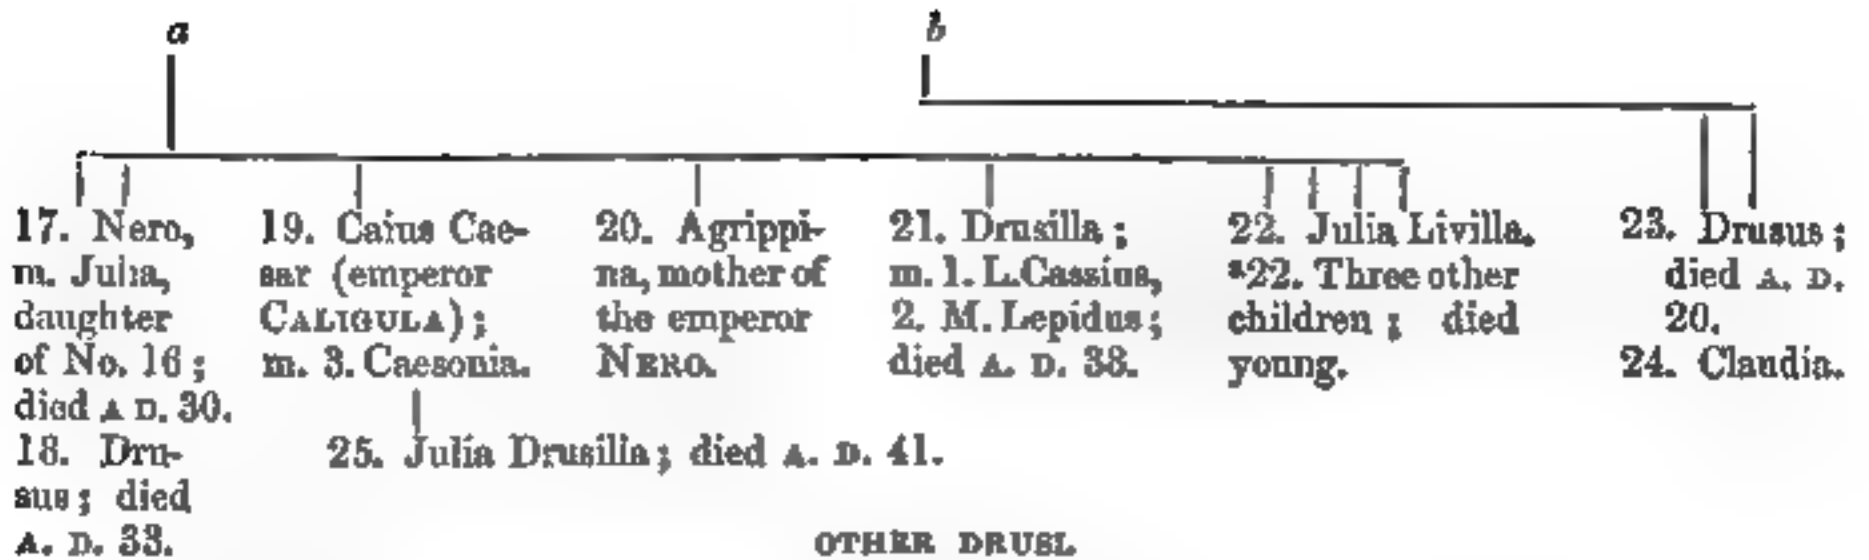 a
b
17. Nero,
m. Julia,
daughter
of No. 16;
died A D. 30.
18. Dru-
sus; died
A. D. 33.
19. Caius Cae-
sar (emperor
CALIGULA);
m. 3. Caesonia.
25. Julia Drusilla; died A. D. 41.
20. Agrippi-
na, mother of
the emperor
NERO.
21. Drusilla;
m. 1. L. Cassius,
2. M. Lepidus;
died A. D. 38.
22. Julia Livilla.
*22. Three other
children; died
young.
23. Drusus;
died A. D.
20.
24. Claudia.
OTHER DRUSI.